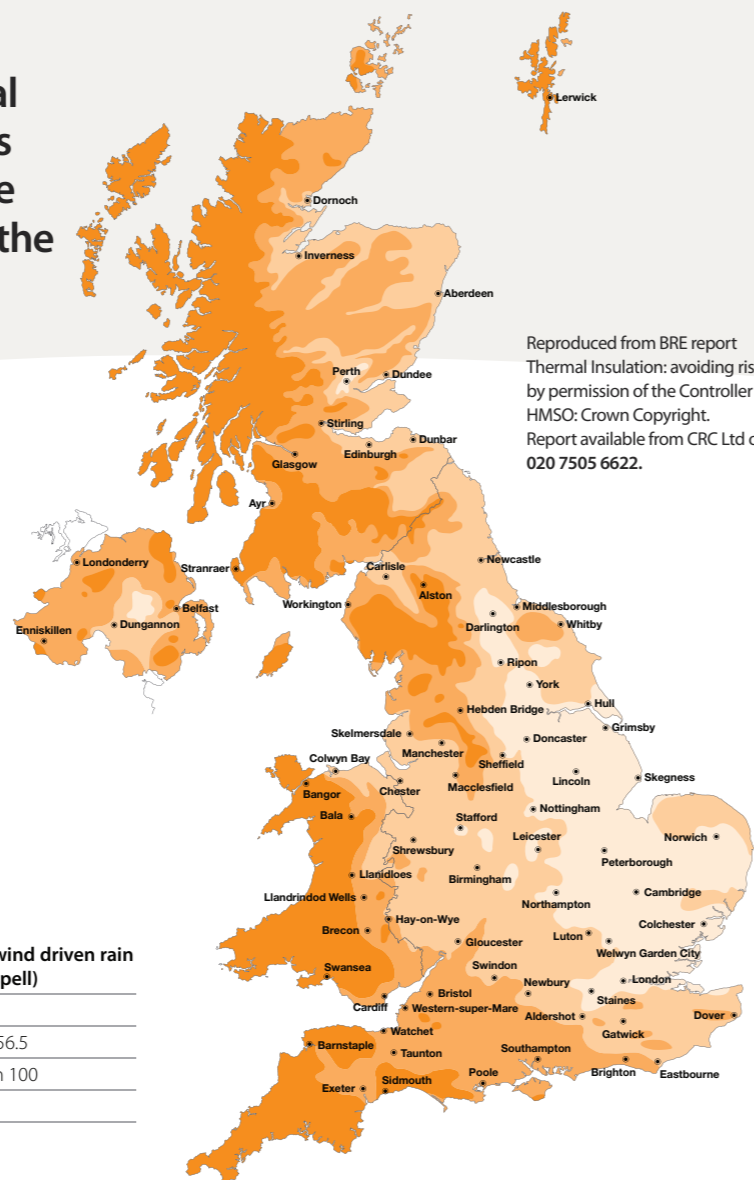 al
s
e
the
Reproduced from BRE report
Thermal Insulation: avoiding ris
by permission of the Controller
HMSO: Crown Copyright.
Report available from CRC Ltd o
020 7505 6622.
Lerwick
Dornoch
Inverness
Aberdeen
Perth
Dundee
Stirling
Dunbar
Edinburgh
Glasgow
Ayr
Londonderry
Stranraer
Newcastle
Carlisle
Alston
Workington
Belfast
Middlesborough
Enniskillen
Dungannon
Darlington
Whitby
Ripon
York
Hull
Hebden Bridge
Grimsby
Skelmersdale
Doncaster
Manchester
Sheffield
Colwyn Bay
Lincoln
Skegness
Bangor
Chester
Macclesfield
Nottingham
Bala
Stafford
Leicester
Norwich
Shrewsbury
Peterborough
Llanidloes
Birmingham
Llandrindod Wells
Northampton
Cambridge
Hay-on-Wye
Colchester
Brecon
Luton
Gloucester
Welwyn Garden City
wind driven rain
pell)
Swansea
Swindon
London
Newbury
Bristol
Staines
Cardiff
Western-super-Mare
Aldershot
Dover
Gatwick
56.5
Watchet
Barnstaple
Taunton
Southampton
n 100
Poole
Brighton
Eastbourne
Exeter
Sidmouth